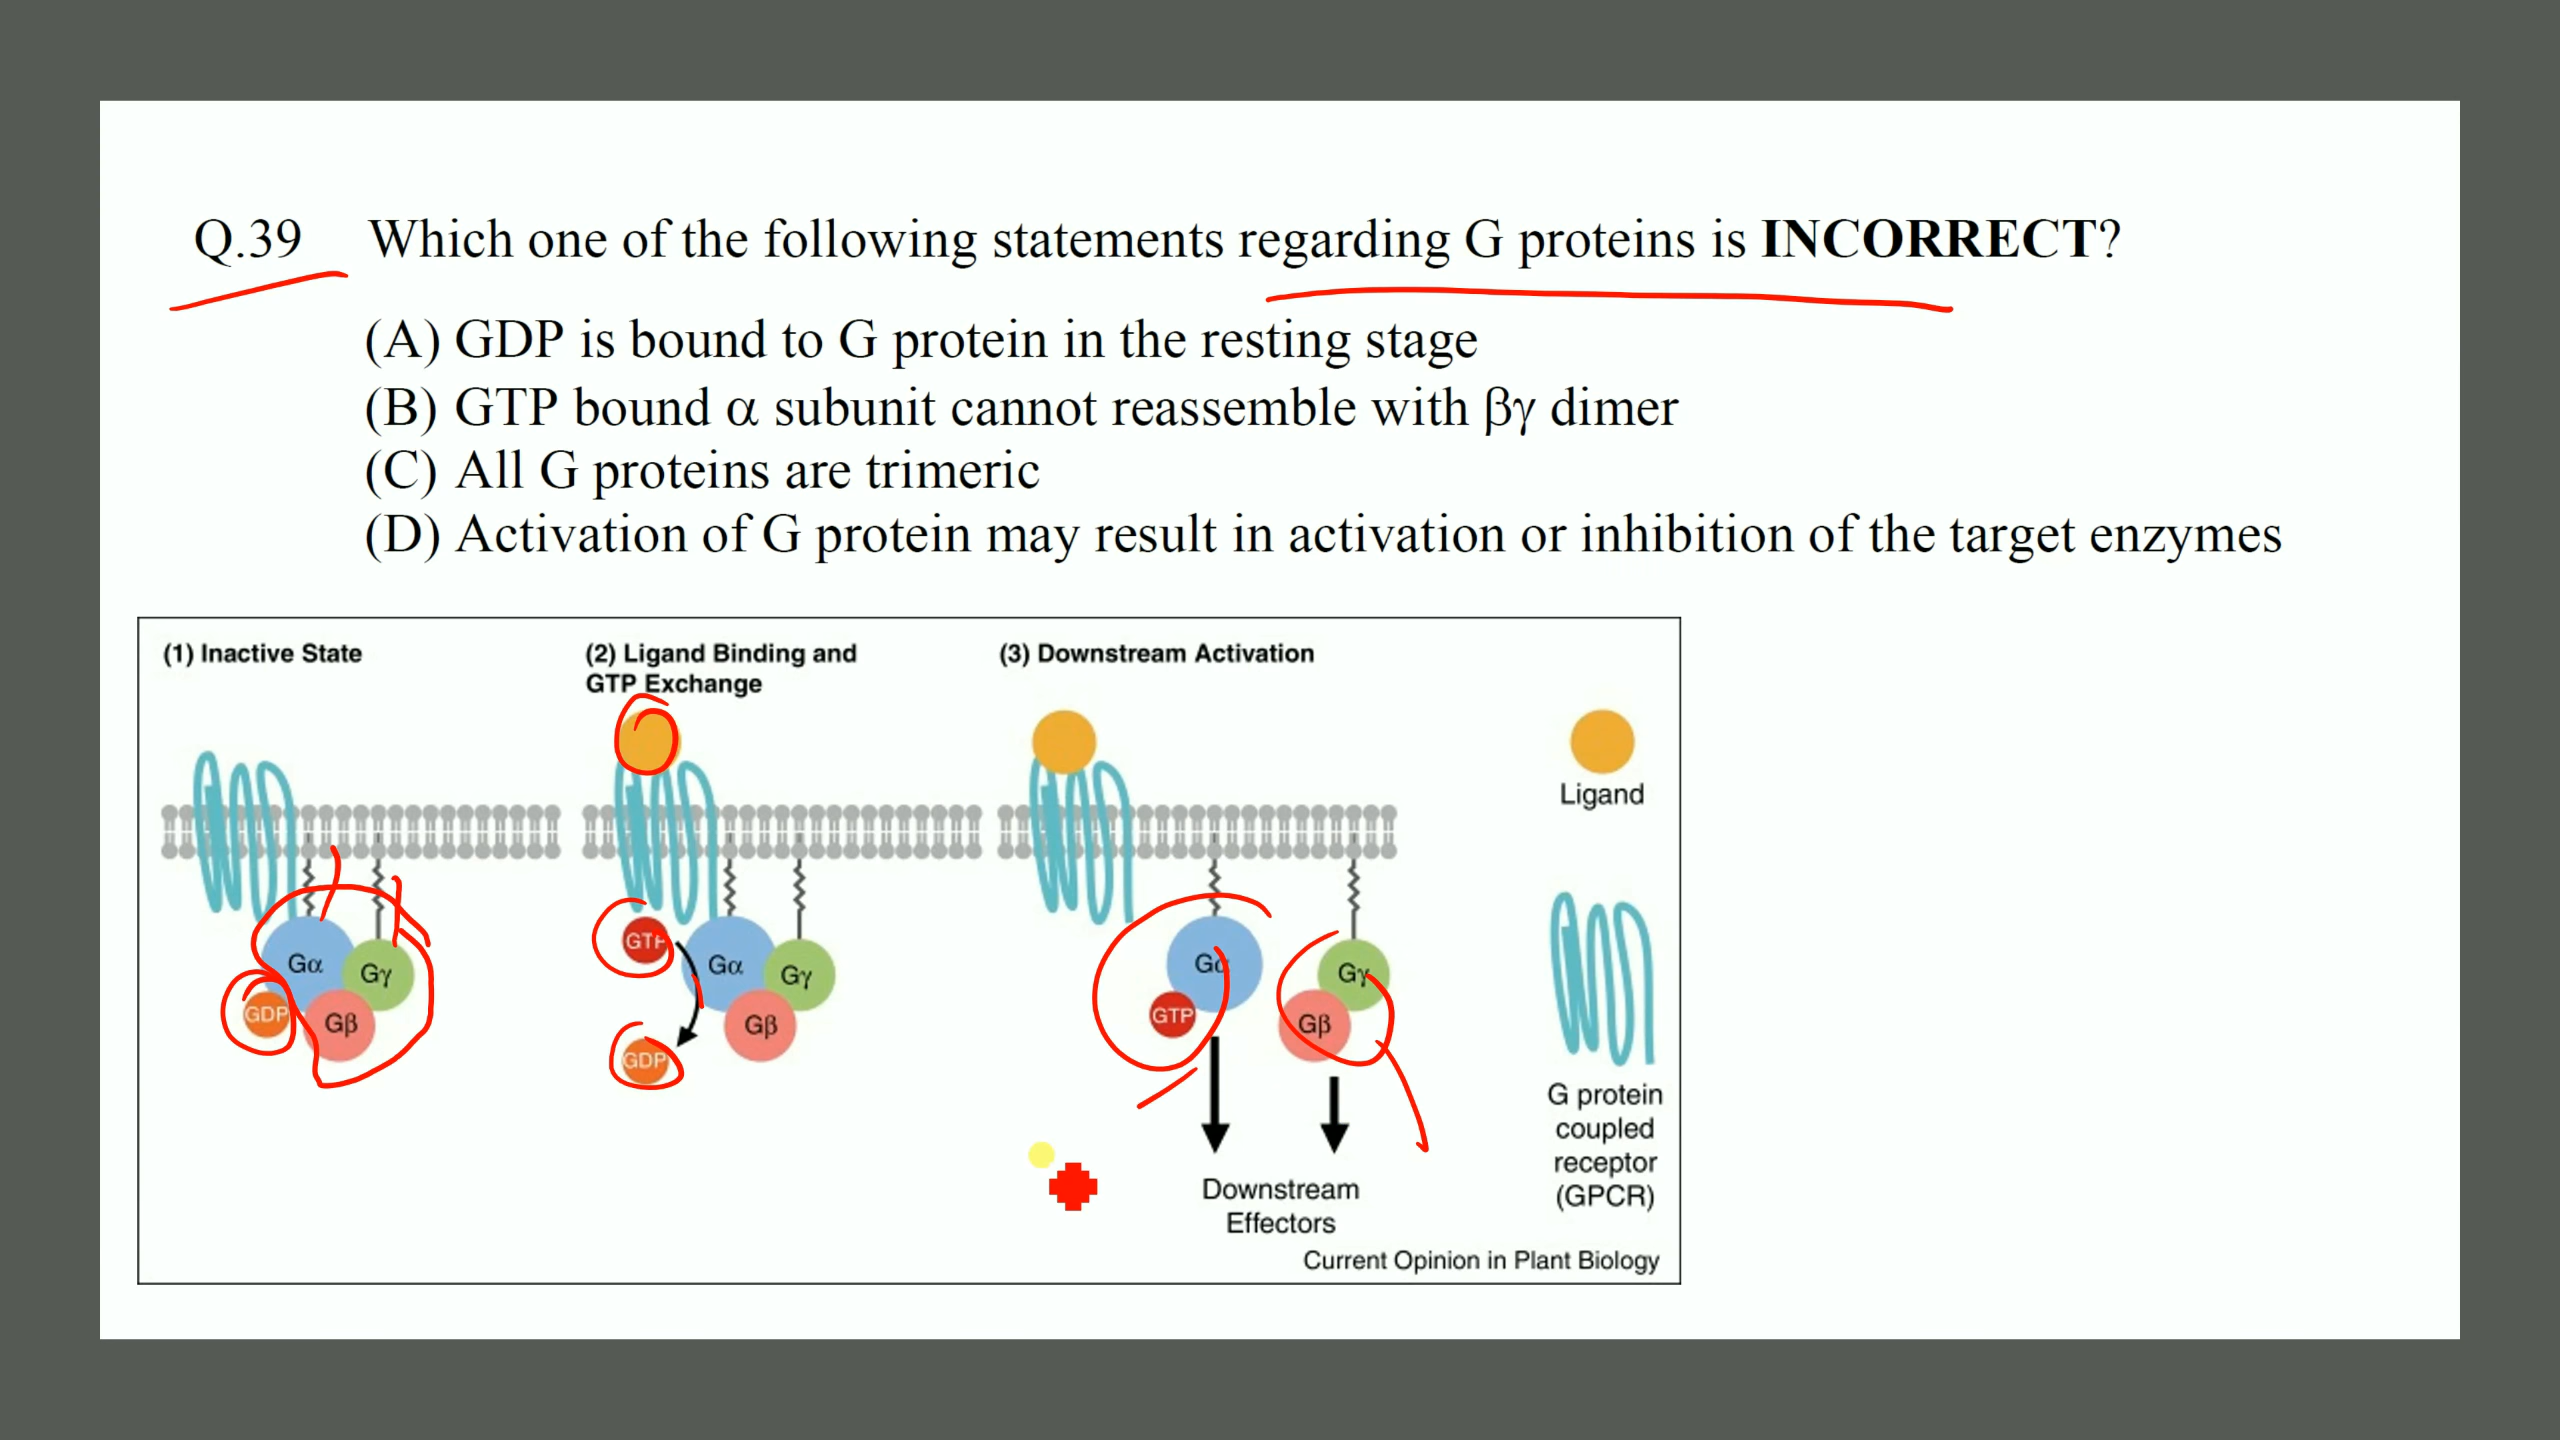 Q.39 Which one of the following statements regarding G proteins is INCORRECT?
(A) GDP is bound to G protein in the resting stage
(B) GTP bound α subunit cannot reassemble with βγ dimer
(C) All G proteins are trimeric
(D) Activation of G protein may result in activation or inhibition of the target enzymes
(1) Inactive State
Gα
Gγ
GDP
Gβ
(2) Ligand Binding and
GTP Exchange
GTP
Gα
Gγ
Gβ
GDP
(3) Downstream Activation
Gα
Gγ
GTP
Gβ
Downstream
Effectors
Ligand
G protein
coupled
receptor
(GPCR)
Current Opinion in Plant Biology